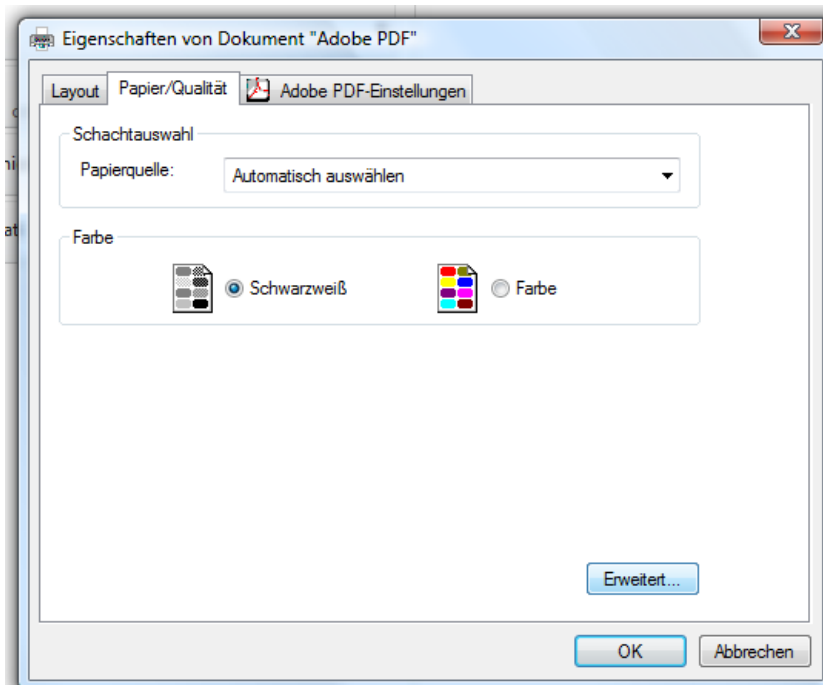 Eigenschaften von Dokument "Adobe PDF"
Layout
Papier/Qualität
Adobe PDF-Einstellungen
Schachtauswahl
Papierquelle:
Automatisch auswählen
Farbe
Schwarzweiß
Farbe
Erweitert...
OK
Abbrechen